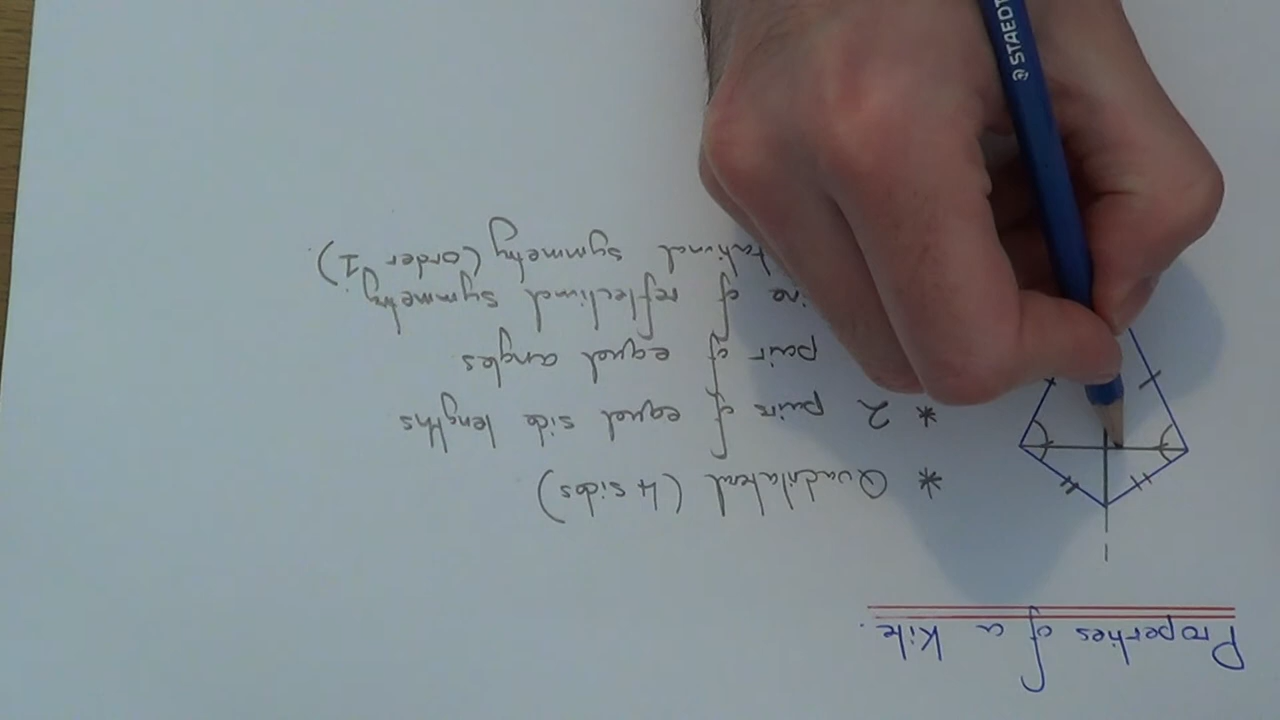 Properties of a Kite.
* Quadrilateral (4 sides)
* 2 pairs of equal side lengths
pair of equal angles
of reflectional symmetry.
symmetry (order 1).
STAEDT